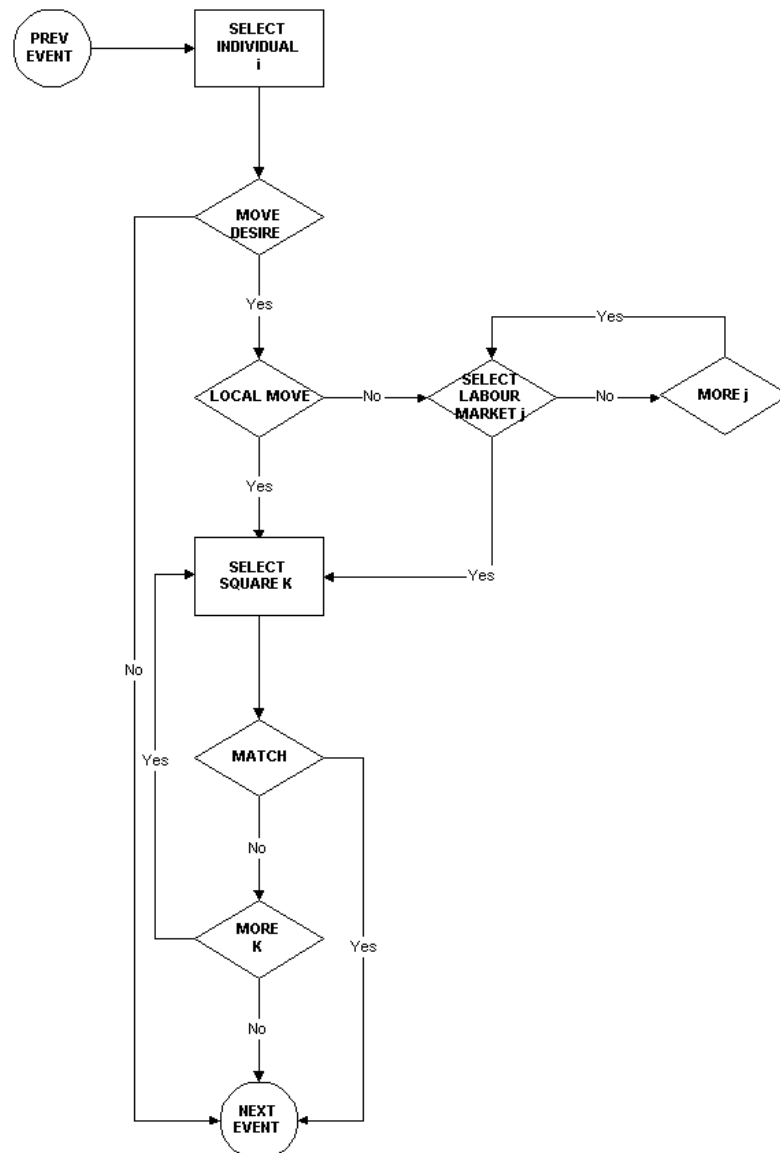 PREV
EVENT
SELECT
INDIVIDUAL
i
MOVE
DESIRE
Yes
Yes
LOCAL MOVE
No
SELECT
LABOUR
MARKET j
No
MORE j
Yes
SELECT
SQUARE K
Yes
No
Yes
MATCH
No
MORE
K
Yes
No
NEXT
EVENT